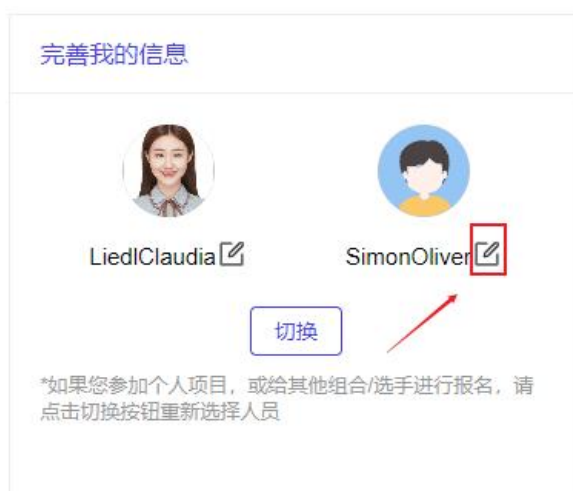 完善我的信息
LiedlClaudia SimonOliver
切换
*如果您参加个人项目，或给其他组合/选手进行报名，请
点击切换按钮重新选择人员